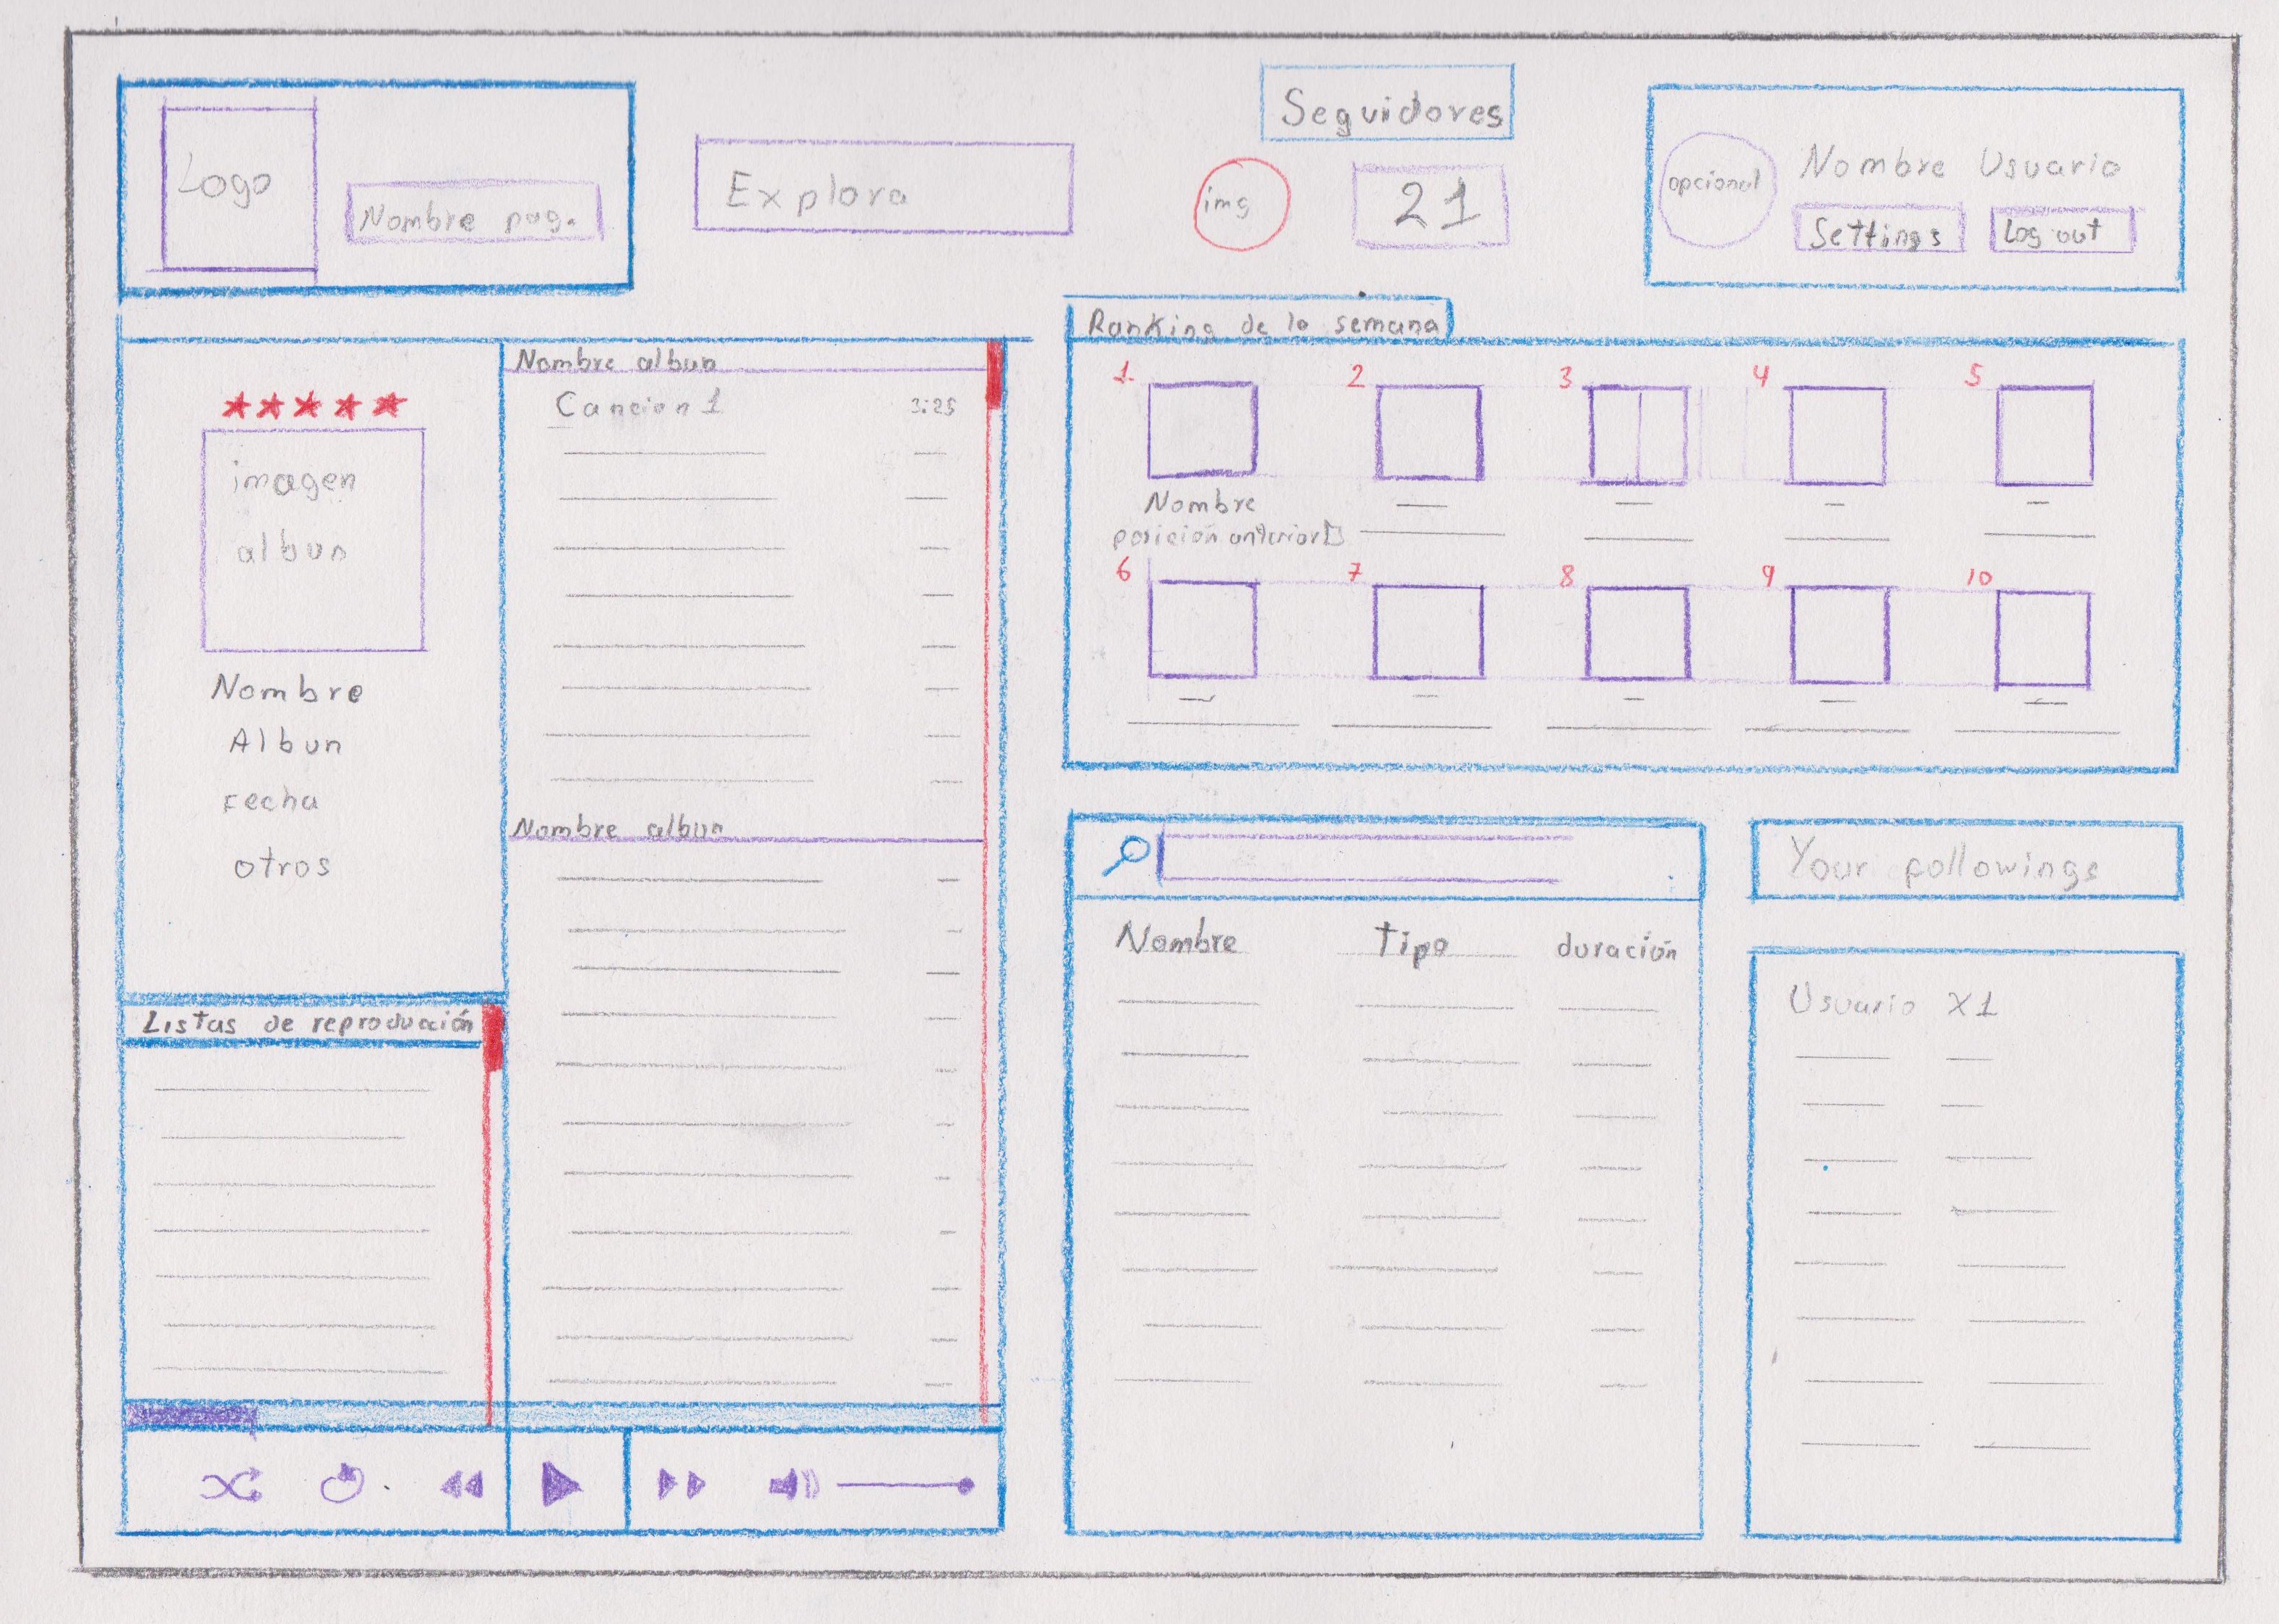 Logo
Nombre pag.
Explora
Seguidores
img
21
opcional
Nombre Usuario
Settings
Log out
imagen
albun
Nombre
Albun
Fecha
otros
Nombre albun
Cancion 1 3:25
Nombre albun
Listas de reproducción
Ranking de la semana
1 2 3 4 5
Nombre
posición anterior
6 7 8 9 10
Nombre Tipo duración
Your followings
Usuario X1